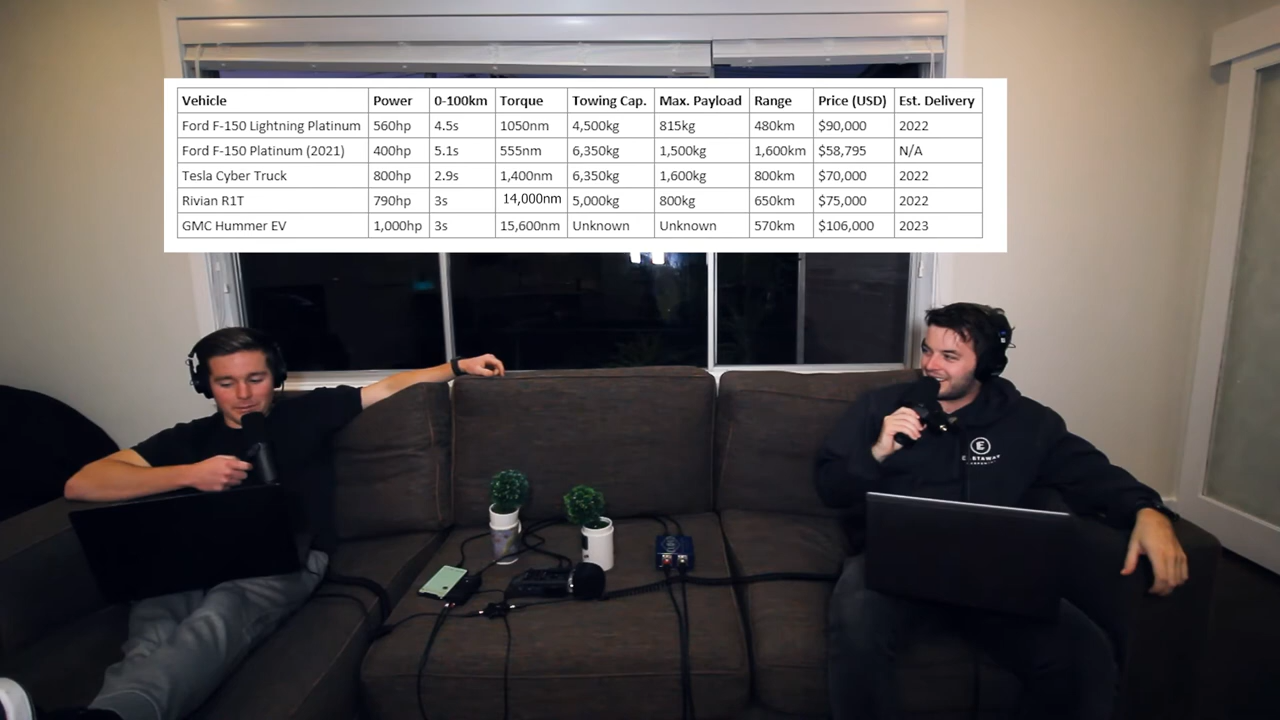 Vehicle Power 0-100km Torque Towing Cap. Max. Payload Range Price (USD) Est. Delivery
Ford F-150 Lightning Platinum 560hp 4.5s 1050nm 4,500kg 815kg 480km $90,000 2022
Ford F-150 Platinum (2021) 400hp 5.1s 555nm 6,350kg 1,500kg 1,600km $58,795 N/A
Tesla Cyber Truck 800hp 2.9s 1,400nm 6,350kg 1,600kg 800km $70,000 2022
Rivian R1T 790hp 3s 14,000nm 5,000kg 800kg 650km $75,000 2022
GMC Hummer EV 1,000hp 3s 15,600nm Unknown Unknown 570km $106,000 2023
E